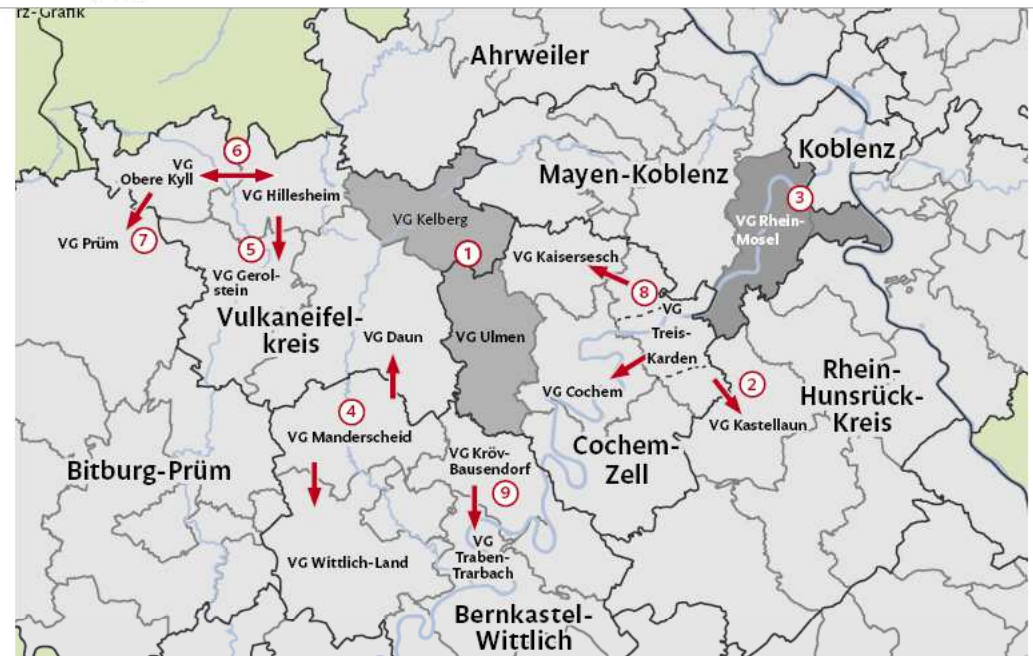 rz-Grafik
Ahrweiler
Koblenz
6
VG
Obere Kyll
Mayen-Koblenz
VG Hillesheim
3
VG Kelberg
VG Rhein-
Mosel
VG Prüm
7
5
1
VG Kaisersesch
VG Gerol-
stein
8
VG
Treis-
Karden
Vulkaneifel-
kreis
VG Daun
VG Ulmen
Rhein-
Hunsrück-
Kreis
2
VG Cochem
4
VG Kastellaun
VG Manderscheid
Cochem-
Zell
Bitburg-Prüm
VG Kröv-
Bausendorf
9
VG
Traben-
Trarbach
VG Wittlich-Land
Bernkastel-
Wittlich